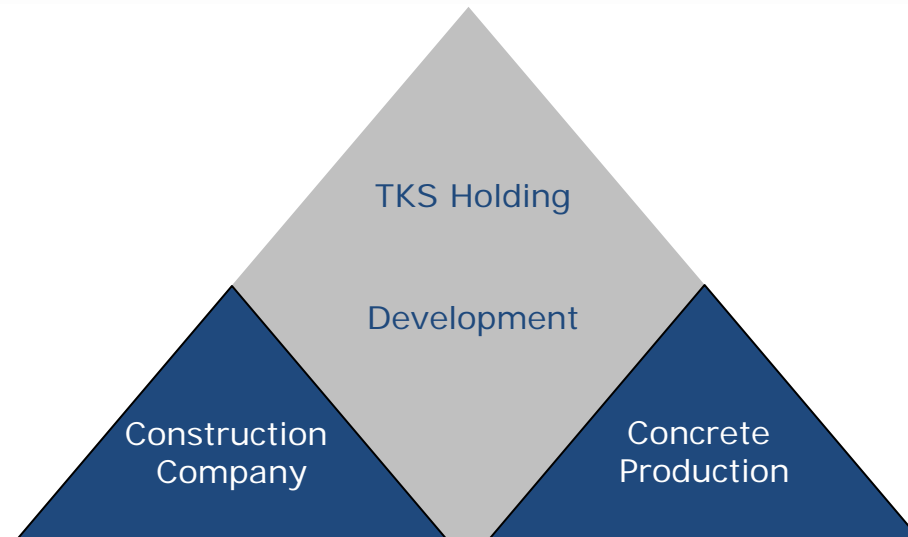 TKS Holding
Development
Construction
Company
Concrete
Production